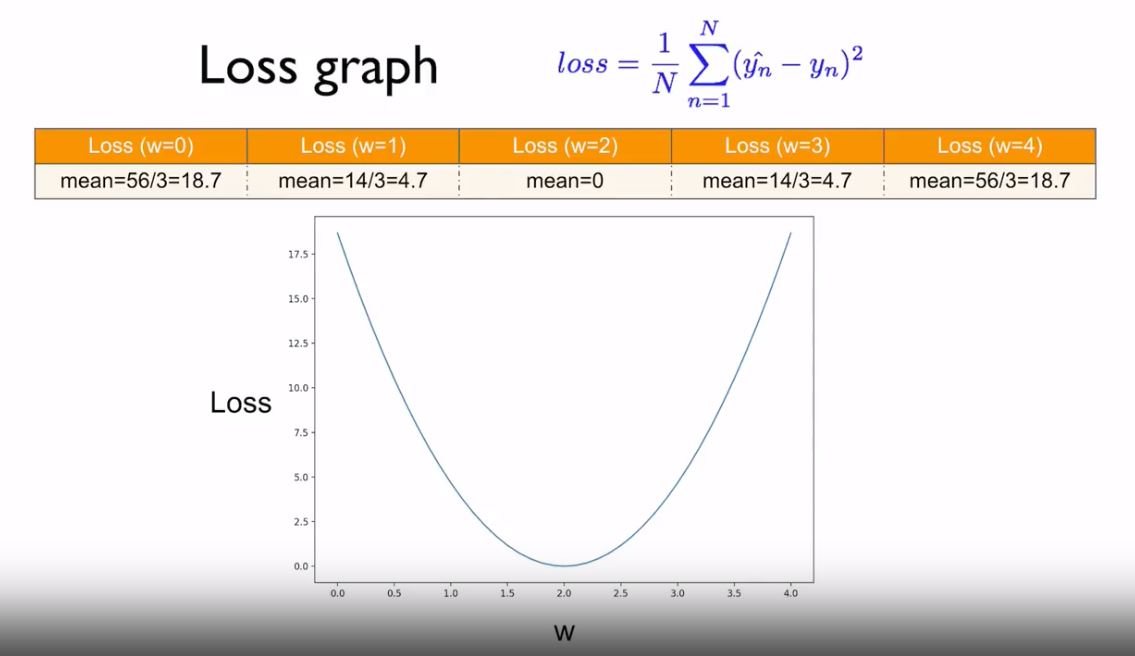 Loss graph
loss = \frac{1}{N} \sum_{n=1}^{N} (\hat{y_n} - y_n)^2
Loss (w=0) Loss (w=1) Loss (w=2) Loss (w=3) Loss (w=4)
mean=56/3=18.7 mean=14/3=4.7 mean=0 mean=14/3=4.7 mean=56/3=18.7
17.5
15.0
12.5
10.0
Loss
7.5
5.0
2.5
0.0
0.0 0.5 1.0 1.5 2.0 2.5 3.0 3.5 4.0
w